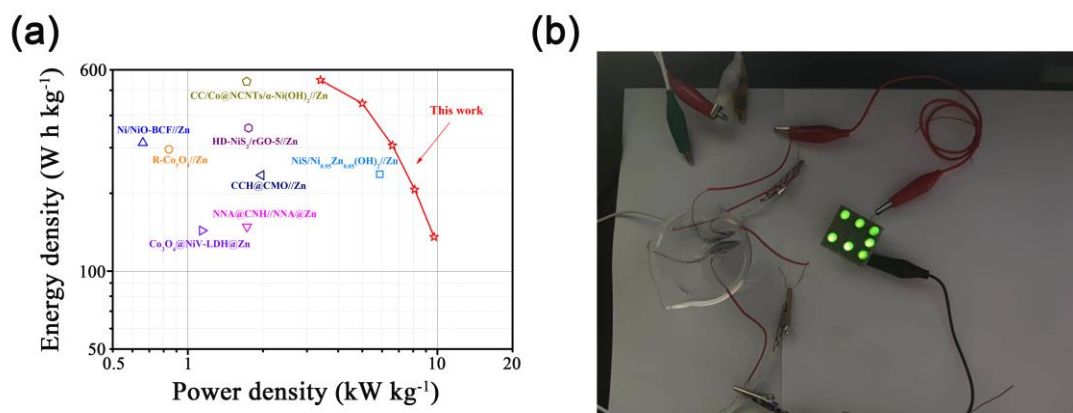 (a)
(b)
Energy density (W h kg⁻¹)
600
100
50
CC/Co@NCNTs/α-Ni(OH)₂//Zn
This work
Ni/NiO-BCF//Zn
HD-NiS₂/rGO-5//Zn
R-Co₃O₄//Zn
NiS/Ni₀.₉₅Zn₀.₀₅(OH)₂//Zn
CCH@CMO//Zn
NNA@CNH//NNA@Zn
Co₃O₄@NiV-LDH@Zn
0.5
1
2
5
10
20
Power density (kW kg⁻¹)